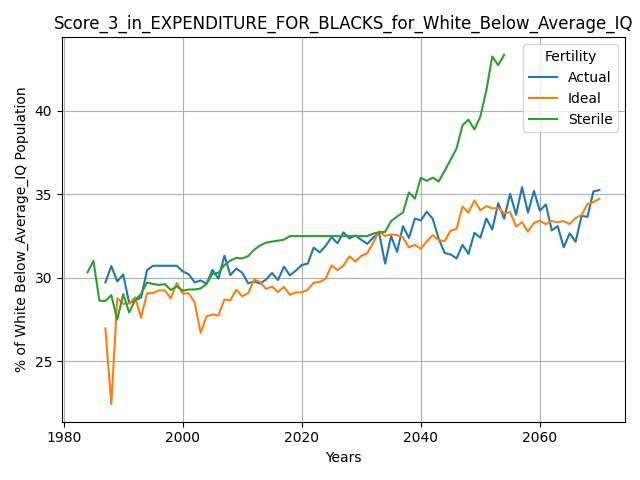 Score_3_in_EXPENDITURE_FOR_BLACKS_for_White_Below_Average_IQ
Fertility
Actual
Ideal
Sterile
% of White Below_Average_IQ Population
40
35
30
25
1980
2000
2020
2040
2060
Years